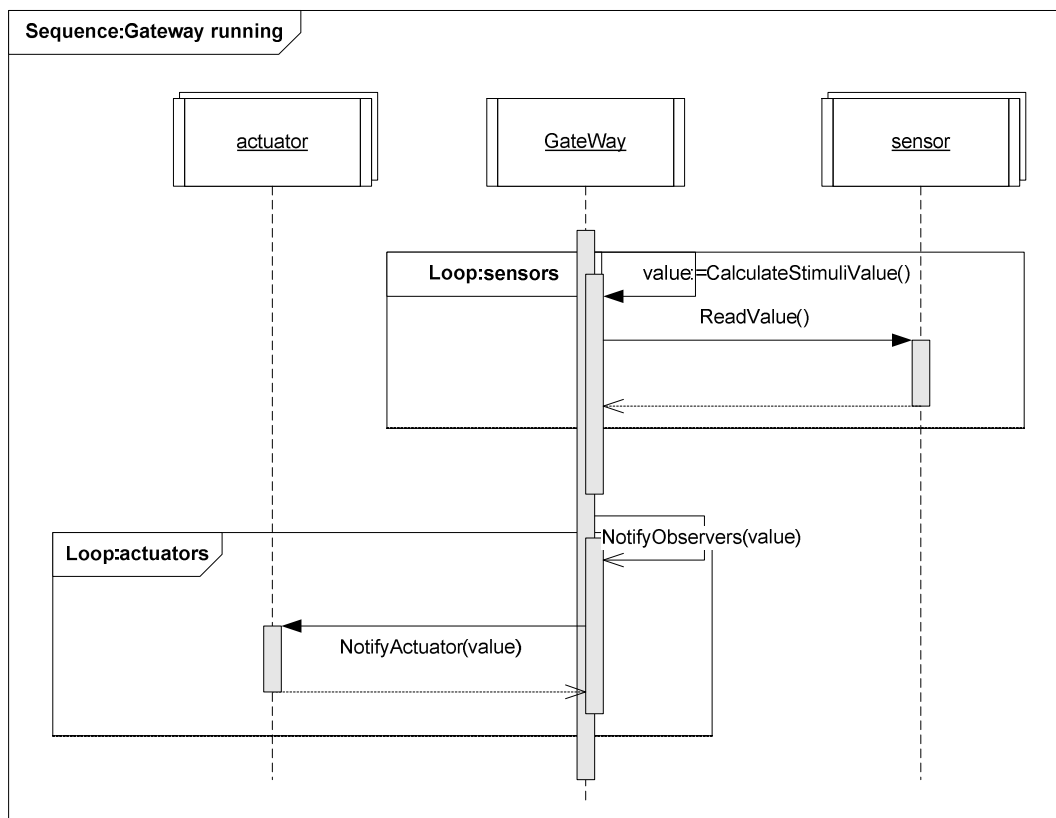 Sequence:Gateway running
actuator
GateWay
sensor
Loop:sensors
value:=CalculateStimuliValue()
ReadValue()
NotifyObservers(value)
Loop:actuators
NotifyActuator(value)